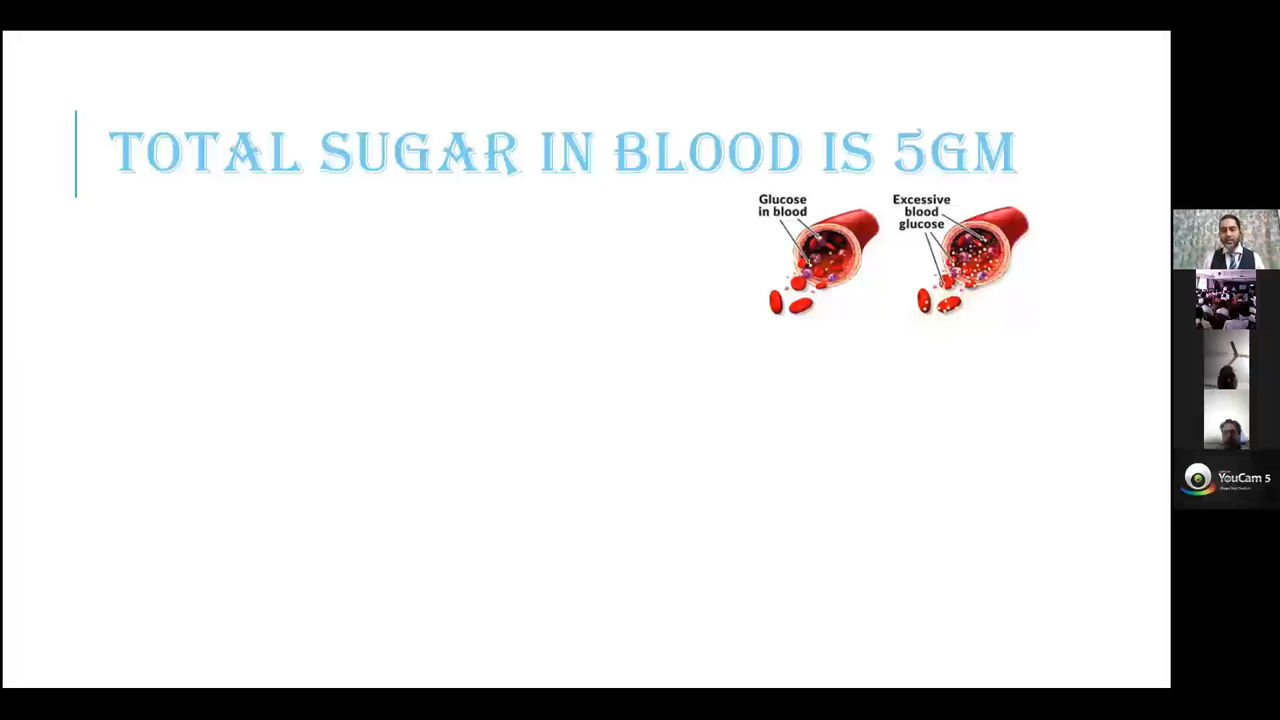 TOTAL SUGAR IN BLOOD IS 5GM
Glucose
in blood
Excessive
blood
glucose
YouCam 5